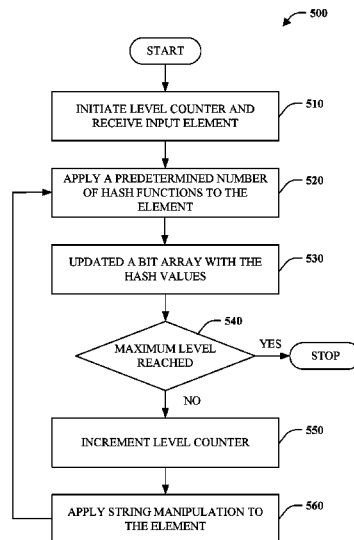 500
START
INITIATE LEVEL COUNTER AND
RECEIVE INPUT ELEMENT
510
APPLY A PREDETERMINED NUMBER
OF HASH FUNCTIONS TO THE
ELEMENT
520
UPDATED A BIT ARRAY WITH THE
HASH VALUES
530
540
MAXIMUM LEVEL
REACHED
YES
STOP
NO
INCREMENT LEVEL COUNTER
550
APPLY STRING MANIPULATION TO
THE ELEMENT
560